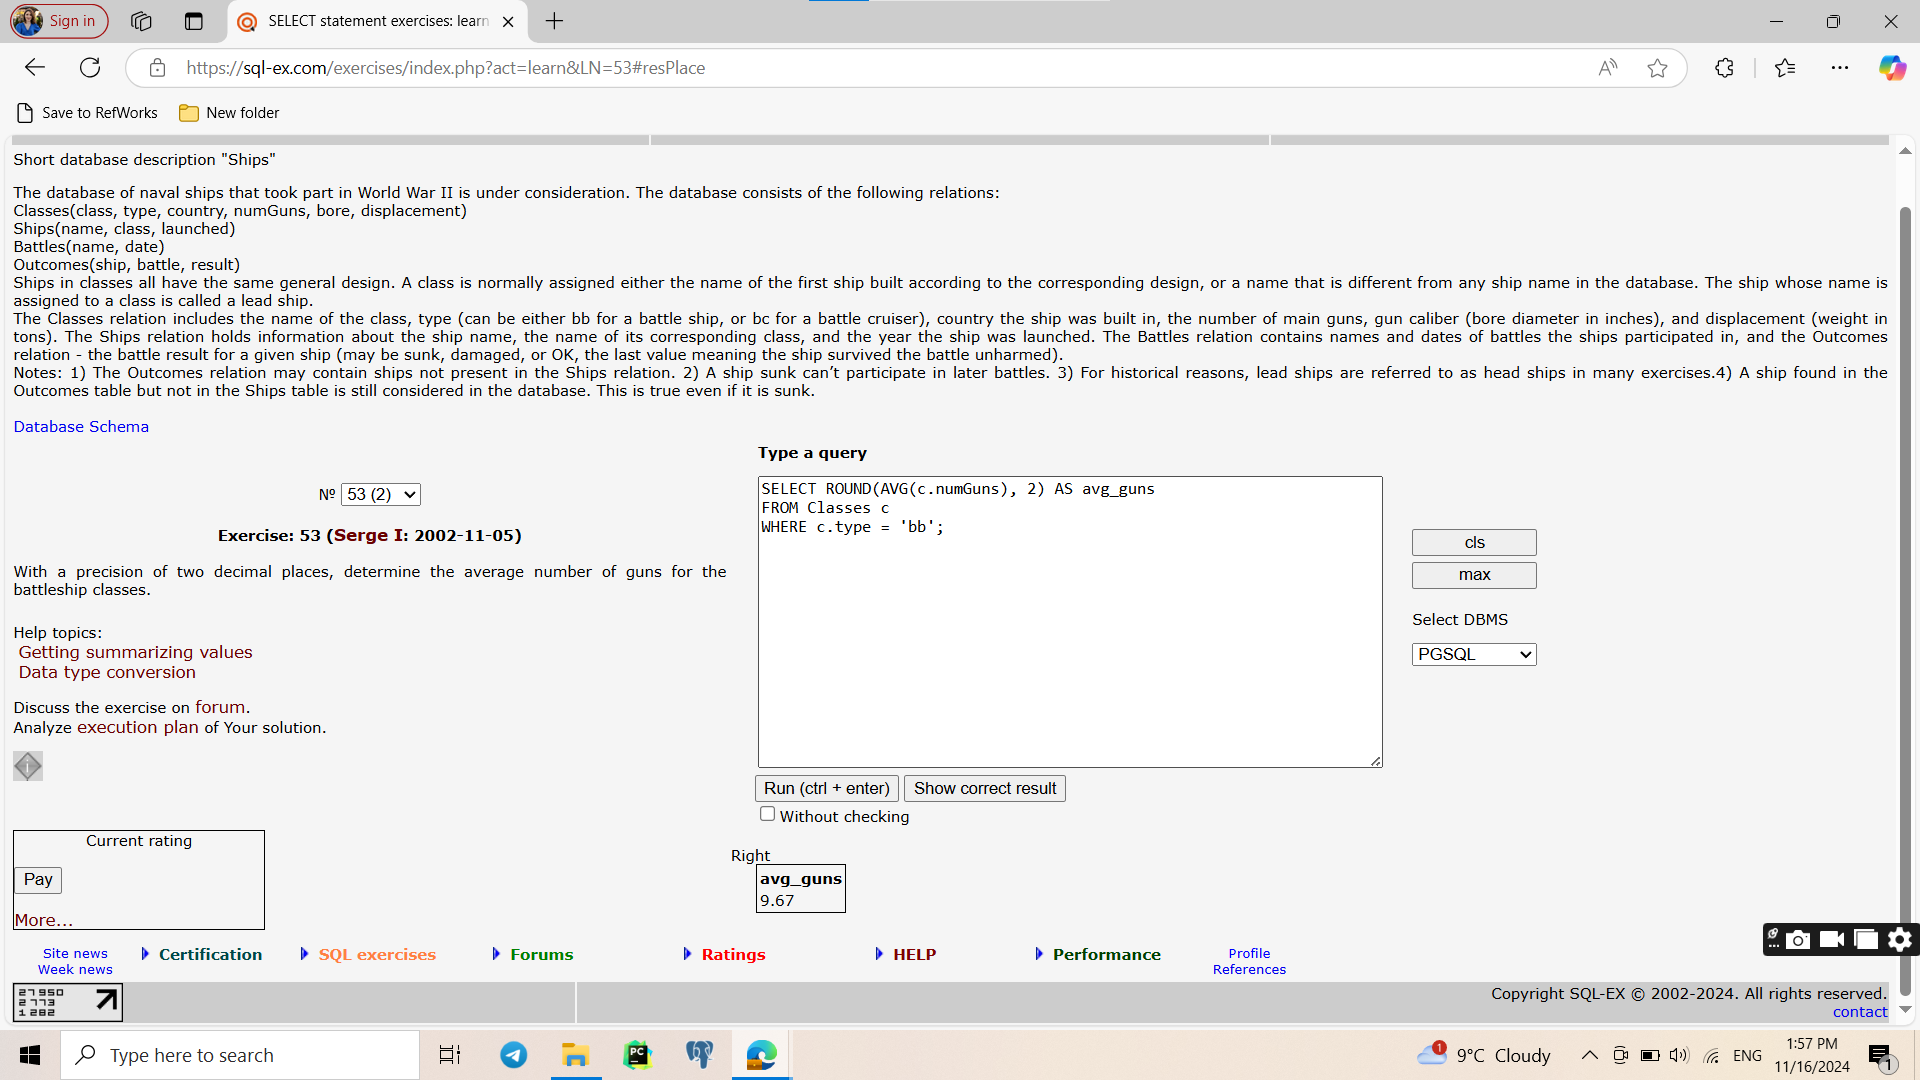 Sign in
SELECT statement exercises: learn
https://sql-ex.com/exercises/index.php?act=learn&LN=53#resPlace
Save to RefWorks
New folder
Short database description "Ships"
The database of naval ships that took part in World War II is under consideration. The database consists of the following relations:
Classes(class, type, country, numGuns, bore, displacement)
Ships(name, class, launched)
Battles(name, date)
Outcomes(ship, battle, result)
Ships in classes all have the same general design. A class is normally assigned either the name of the first ship built according to the corresponding design, or a name that is different from any ship name in the database. The ship whose name is
assigned to a class is called a lead ship.
The Classes relation includes the name of the class, type (can be either bb for a battle ship, or bc for a battle cruiser), country the ship was built in, the number of main guns, gun caliber (bore diameter in inches), and displacement (weight in
tons). The Ships relation holds information about the ship name, the name of its corresponding class, and the year the ship was launched. The Battles relation contains names and dates of battles the ships participated in, and the Outcomes
relation - the battle result for a given ship (may be sunk, damaged, or OK, the last value meaning the ship survived the battle unharmed).
Notes: 1) The Outcomes relation may contain ships not present in the Ships relation. 2) A ship sunk can’t participate in later battles. 3) For historical reasons, lead ships are referred to as head ships in many exercises.4) A ship found in the
Outcomes table but not in the Ships table is still considered in the database. This is true even if it is sunk.
Database Schema
Type a query
№ 53 (2)
Exercise: 53 (Serge I: 2002-11-05)
With a precision of two decimal places, determine the average number of guns for the
battleship classes.
Help topics:
Getting summarizing values
Data type conversion
Discuss the exercise on forum.
Analyze execution plan of Your solution.
SELECT ROUND(AVG(c.numGuns), 2) AS avg_guns
FROM Classes c
WHERE c.type = 'bb';
cls
max
Select DBMS
PGSQL
Run (ctrl + enter)
Show correct result
Without checking
Current rating
Pay
More...
Right
avg_guns
9.67
Site news
Week news
Certification
SQL exercises
Forums
Ratings
HELP
Performance
Profile
References
27950
2773
1282
Copyright SQL-EX © 2002-2024. All rights reserved.
contact
Type here to search
PC
1
9°C Cloudy
ENG
1:57 PM
11/16/2024
1